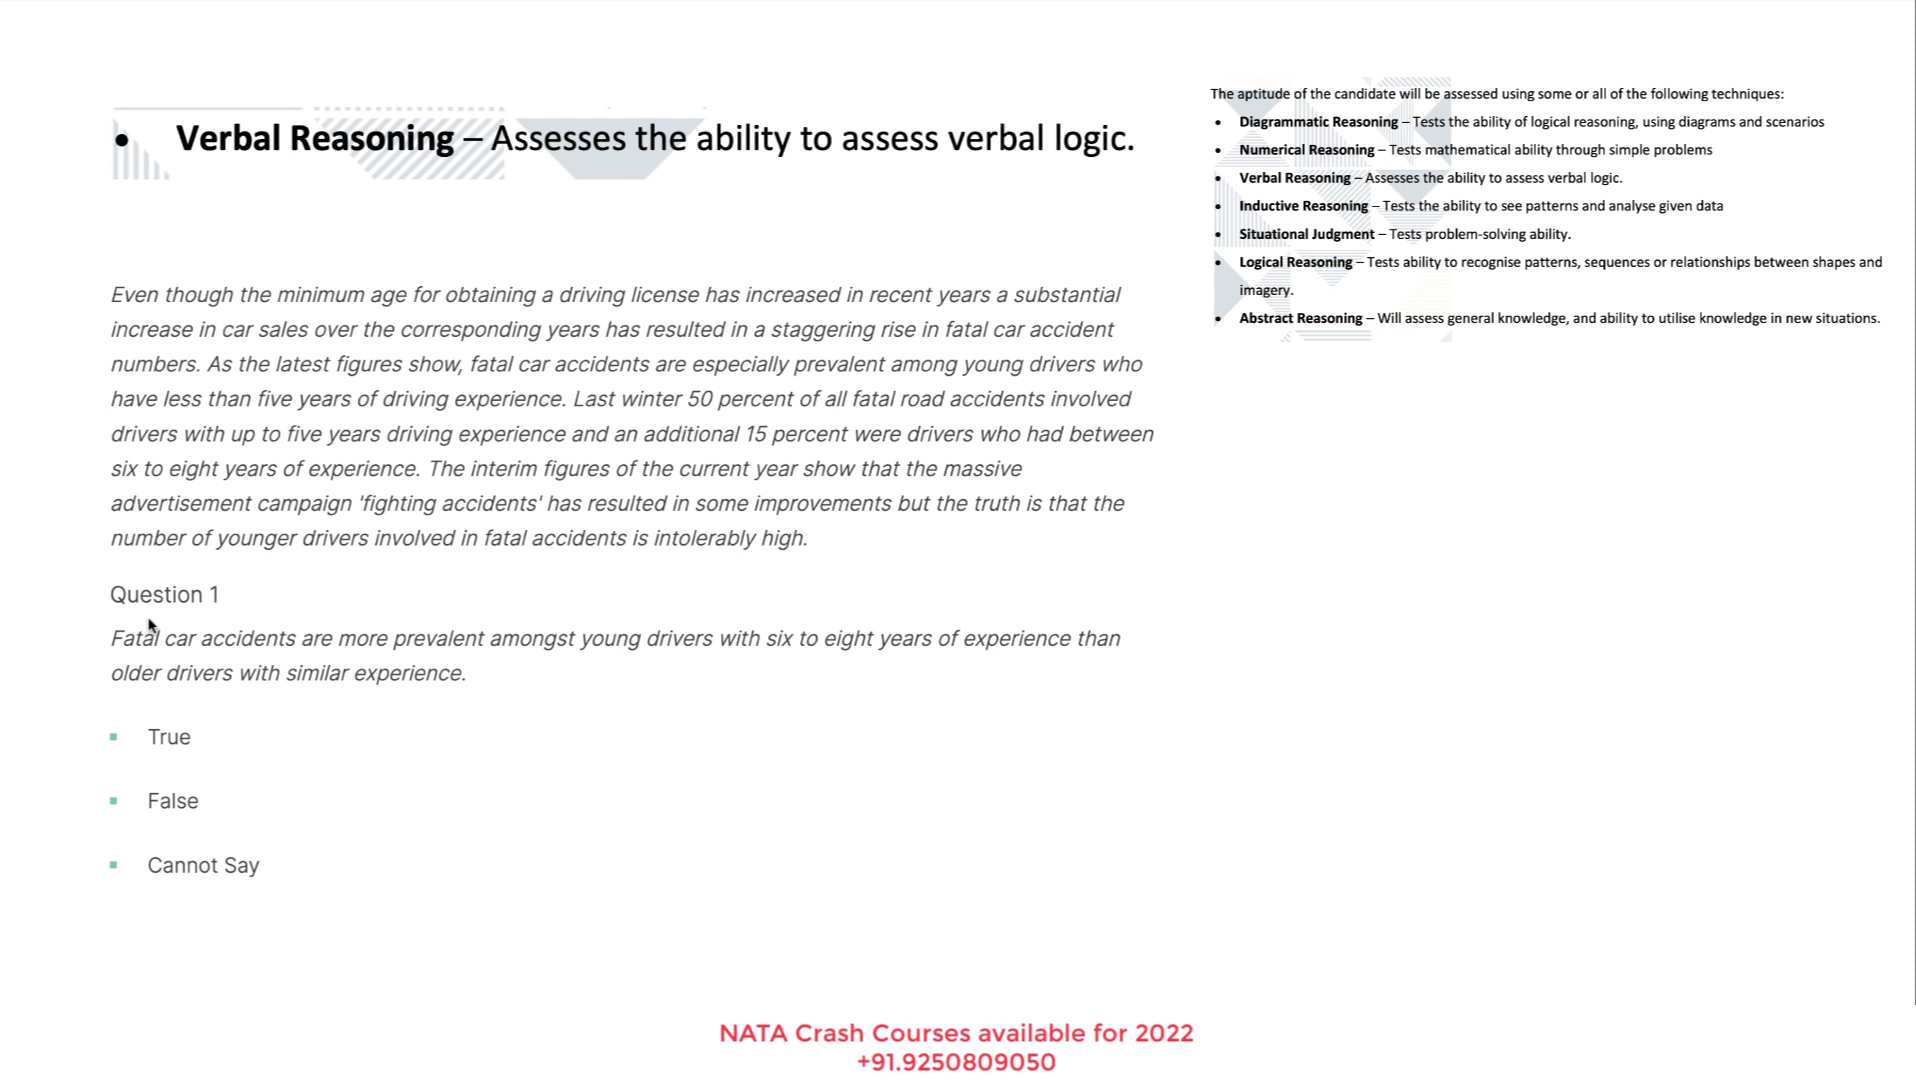 • Verbal Reasoning – Assesses the ability to assess verbal logic.
The aptitude of the candidate will be assessed using some or all of the following techniques:
• Diagrammatic Reasoning – Tests the ability of logical reasoning, using diagrams and scenarios
• Numerical Reasoning – Tests mathematical ability through simple problems
• Verbal Reasoning – Assesses the ability to assess verbal logic.
• Inductive Reasoning – Tests the ability to see patterns and analyse given data
• Situational Judgment – Tests problem-solving ability.
• Logical Reasoning – Tests ability to recognise patterns, sequences or relationships between shapes and
imagery.
• Abstract Reasoning – Will assess general knowledge, and ability to utilise knowledge in new situations.
Even though the minimum age for obtaining a driving license has increased in recent years a substantial
increase in car sales over the corresponding years has resulted in a staggering rise in fatal car accident
numbers. As the latest figures show, fatal car accidents are especially prevalent among young drivers who
have less than five years of driving experience. Last winter 50 percent of all fatal road accidents involved
drivers with up to five years driving experience and an additional 15 percent were drivers who had between
six to eight years of experience. The interim figures of the current year show that the massive
advertisement campaign 'fighting accidents' has resulted in some improvements but the truth is that the
number of younger drivers involved in fatal accidents is intolerably high.
Question 1
Fatal car accidents are more prevalent amongst young drivers with six to eight years of experience than
older drivers with similar experience.
▪ True
▪ False
▪ Cannot Say
NATA Crash Courses available for 2022
+91.9250809050